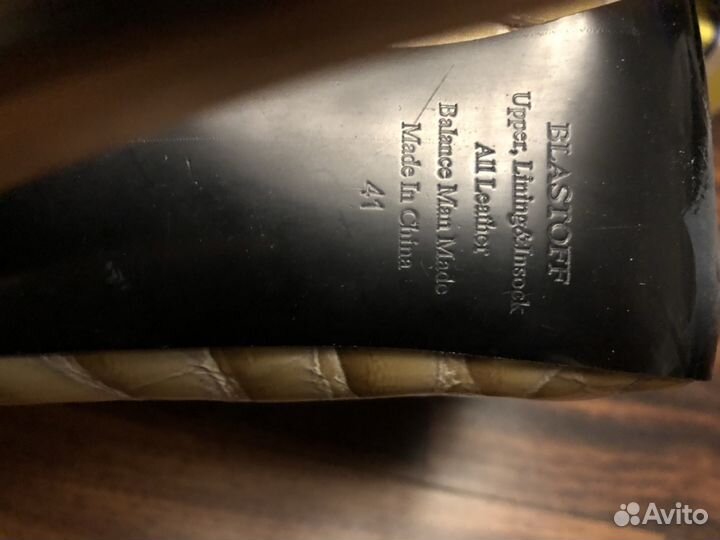 BLASTOFF
Upper, Lining&Insock
All Leather
Balance Man Made
Made In China
41
Avito